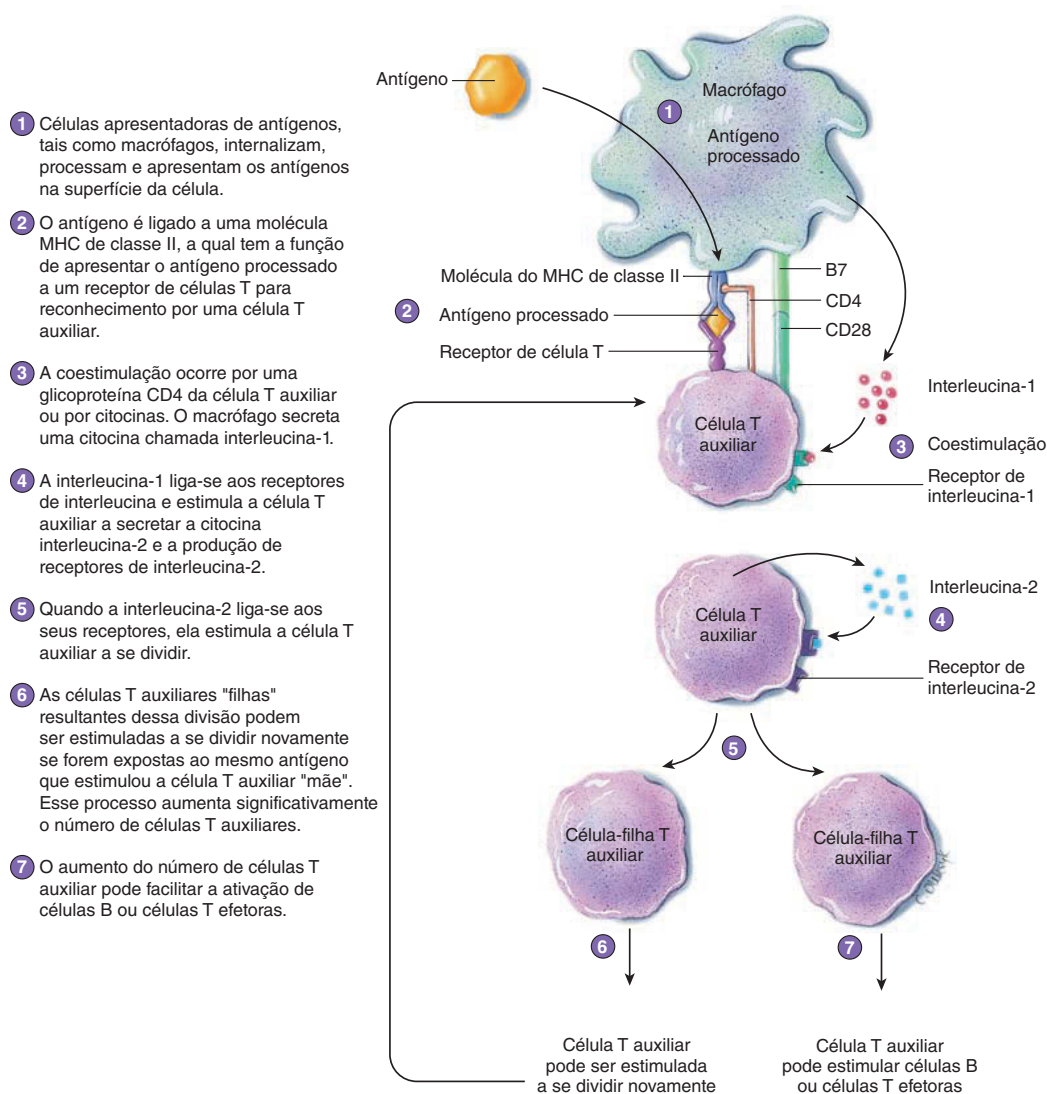 1 Células apresentadoras de antígenos,
tais como macrófagos, internalizam,
processam e apresentam os antígenos
na superfície da célula.
2 O antígeno é ligado a uma molécula
MHC de classe II, a qual tem a função
de apresentar o antígeno processado
a um receptor de células T para
reconhecimento por uma célula T
auxiliar.
3 A coestimulação ocorre por uma
glicoproteína CD4 da célula T auxiliar
ou por citocinas. O macrófago secreta
uma citocina chamada interleucina-1.
4 A interleucina-1 liga-se aos receptores
de interleucina e estimula a célula T
auxiliar a secretar a citocina
interleucina-2 e a produção de
receptores de interleucina-2.
5 Quando a interleucina-2 liga-se aos
seus receptores, ela estimula a célula T
auxiliar a se dividir.
6 As células T auxiliares "filhas"
resultantes dessa divisão podem
ser estimuladas a se dividir novamente
se forem expostas ao mesmo antígeno
que estimulou a célula T auxiliar "mãe".
Esse processo aumenta significativamente
o número de células T auxiliares.
7 O aumento do número de células T
auxiliar pode facilitar a ativação de
células B ou células T efetoras.
Antígeno
Macrófago
1
Antígeno
processado
Molécula do MHC de classe II
B7
CD4
2
Antígeno processado
CD28
Receptor de célula T
Interleucina-1
Célula T
auxiliar
3
Coestimulação
Receptor de
interleucina-1
Interleucina-2
4
Célula T
auxiliar
Receptor de
interleucina-2
5
Célula-filha T
auxiliar
Célula-filha T
auxiliar
6
7
Célula T auxiliar
pode ser estimulada
a se dividir novamente
Célula T auxiliar
pode estimular células B
ou células T efetoras